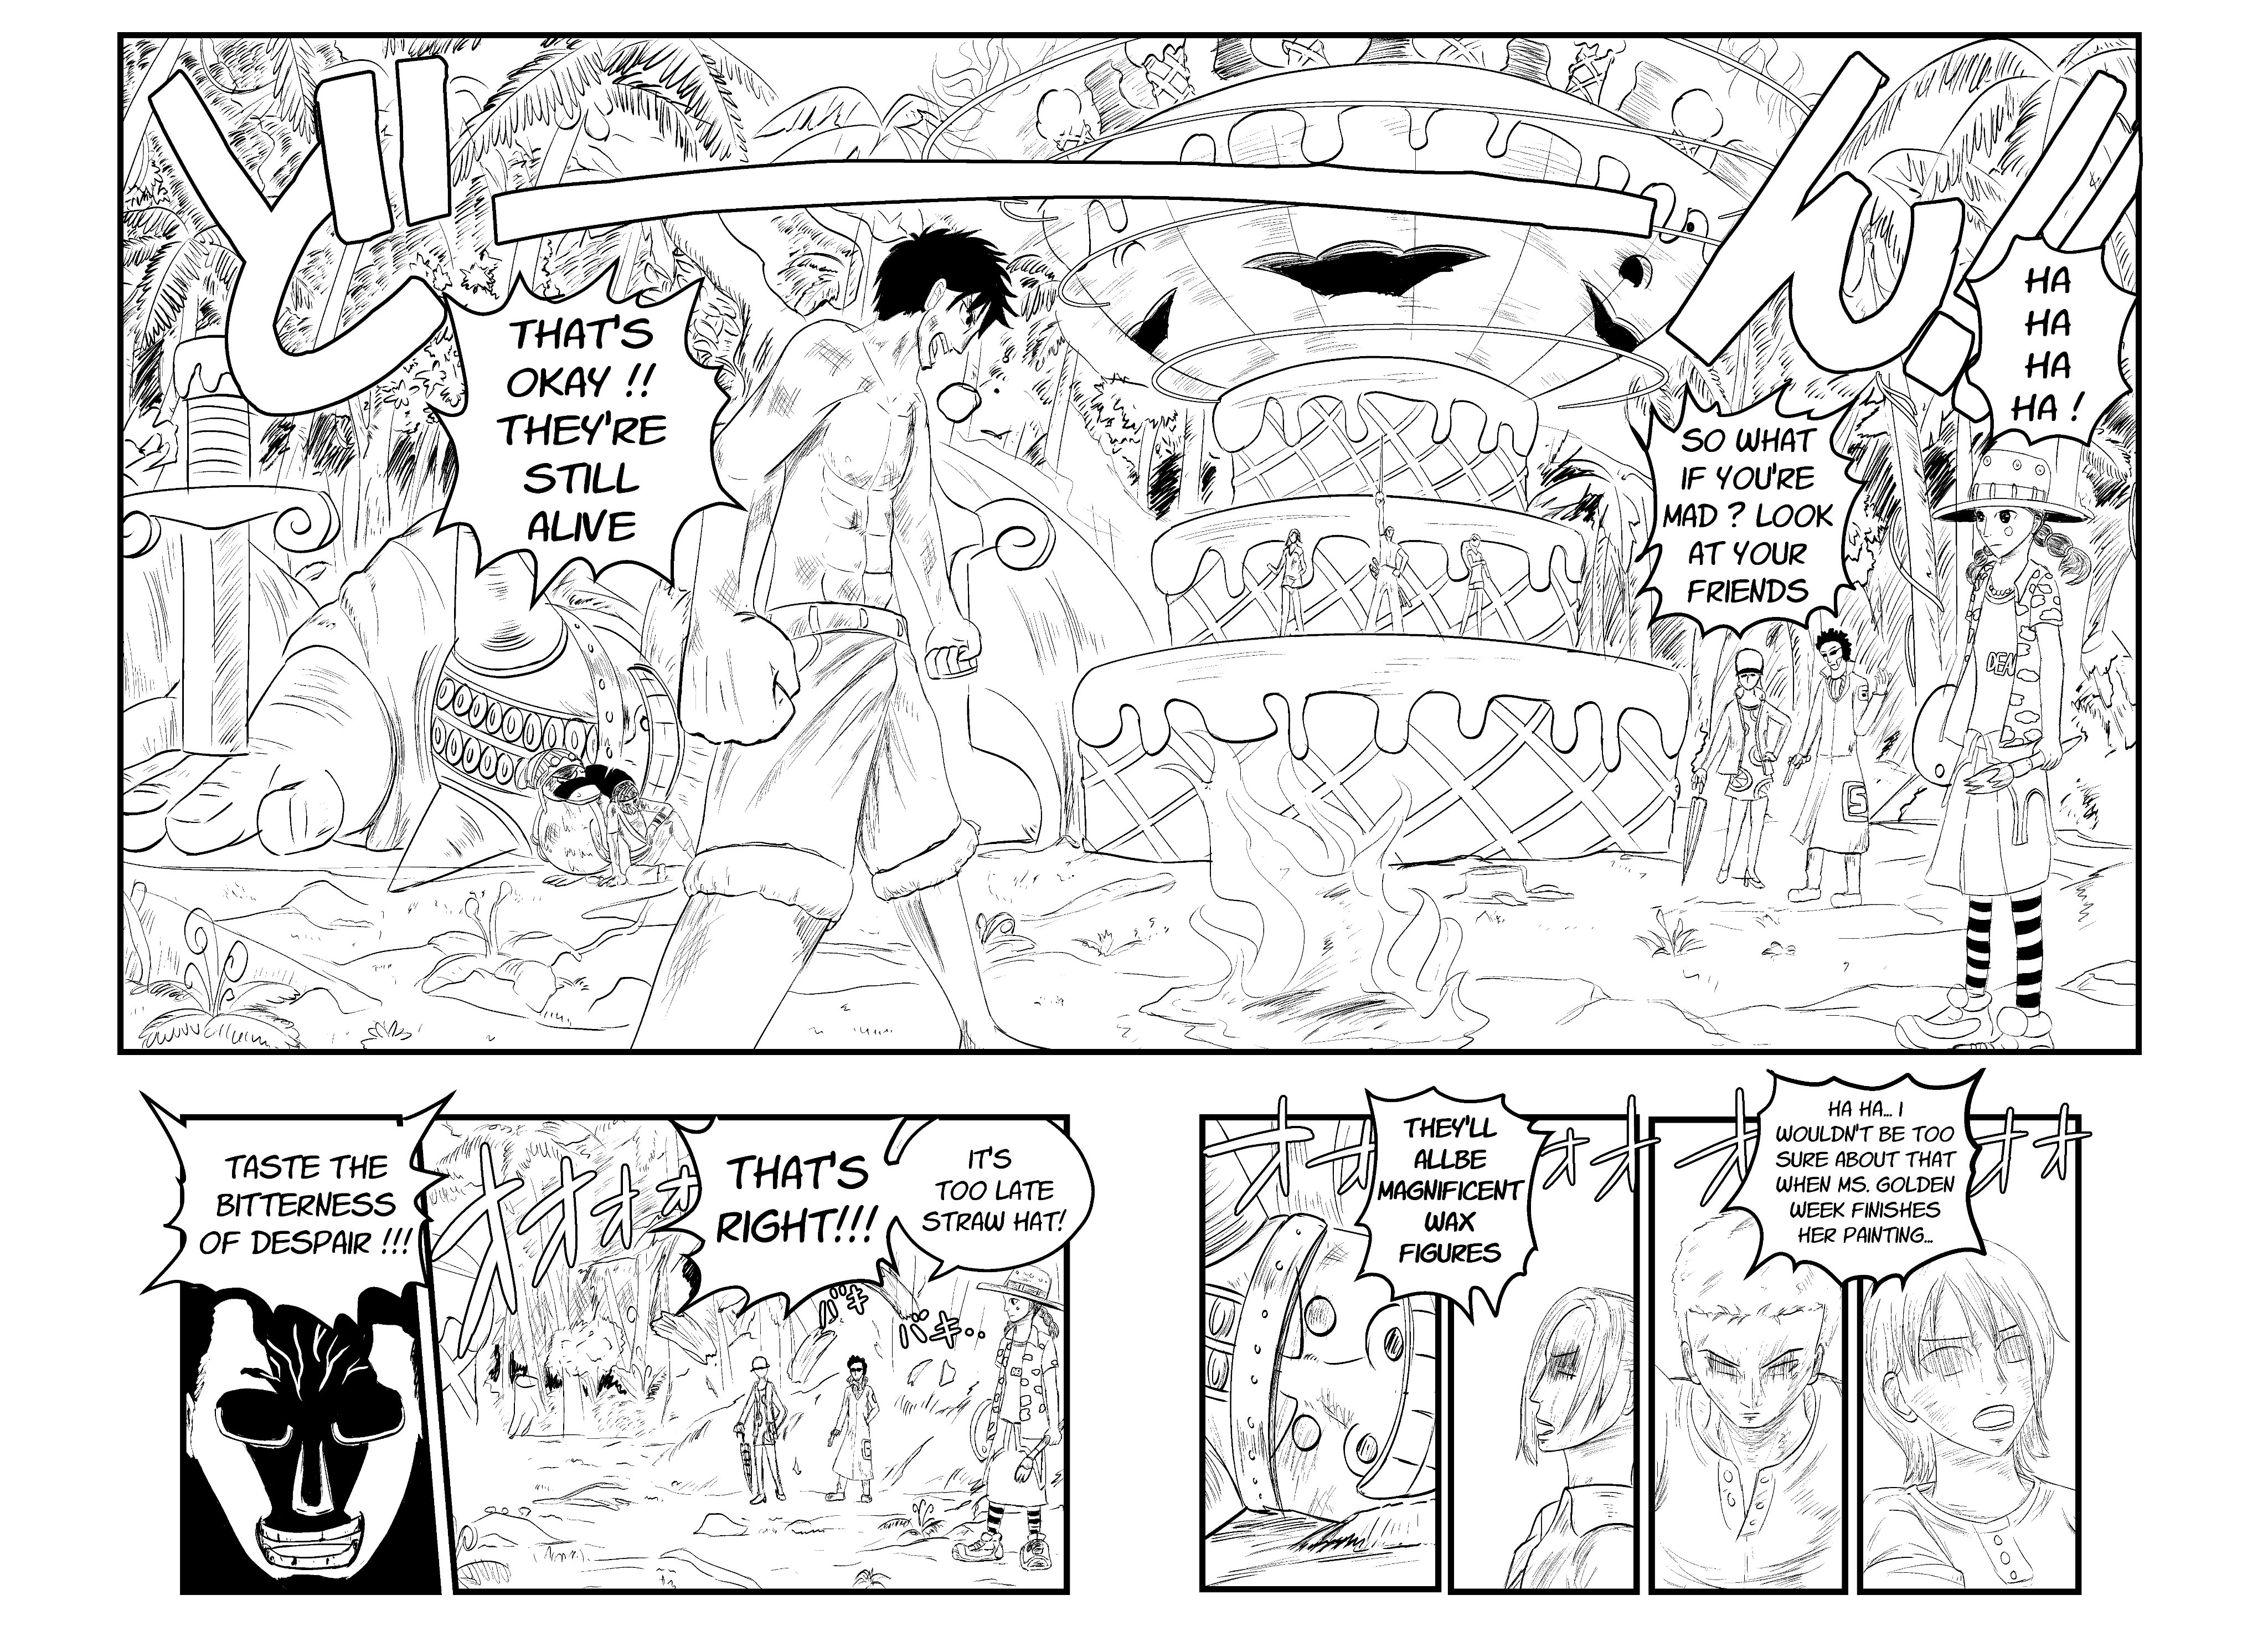 HA
HA
HA
HA !
SO WHAT
IF YOU'RE
MAD ? LOOK
AT YOUR
FRIENDS
THAT'S
OKAY !!
THEY'RE
STILL
ALIVE
どーん!!
DEN
5
HA HA... I
WOULDN'T BE TOO
SURE ABOUT THAT
WHEN MS. GOLDEN
WEEK FINISHES
HER PAINTING...
THEY'LL
ALLBE
MAGNIFICENT
WAX
FIGURES
オオオオオオオ
IT'S
TOO LATE
STRAW HAT!
THAT'S
RIGHT!!!
オオオオ
バキ
バキ..
TASTE THE
BITTERNESS
OF DESPAIR !!!